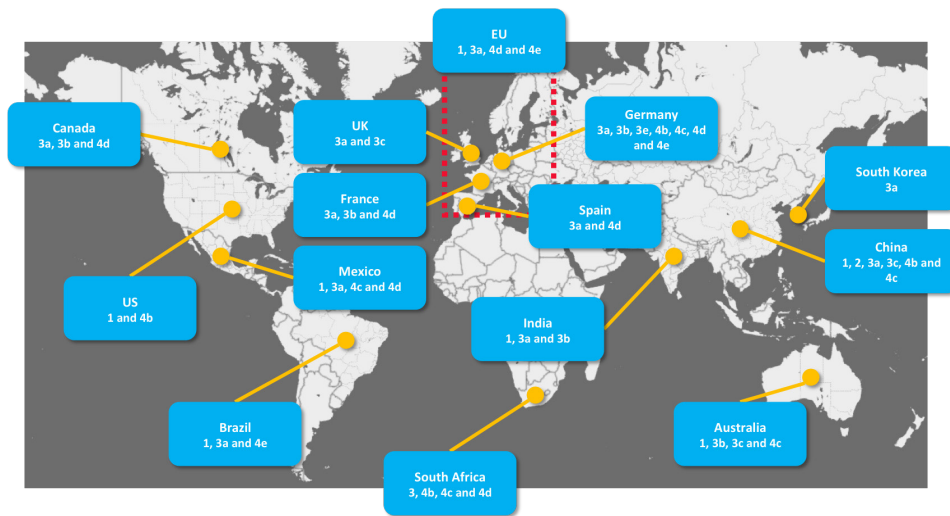 EU
1, 3a, 4d and 4e
Canada
3a, 3b and 4d
UK
3a and 3c
Germany
3a, 3b, 3e, 4b, 4c, 4d
and 4e
South Korea
3a
France
3a, 3b and 4d
Spain
3a and 4d
China
1, 2, 3a, 3c, 4b and
4c
Mexico
1, 3a, 4c and 4d
US
1 and 4b
India
1, 3a and 3b
Brazil
1, 3a and 4e
Australia
1, 3b, 3c and 4c
South Africa
3, 4b, 4c and 4d